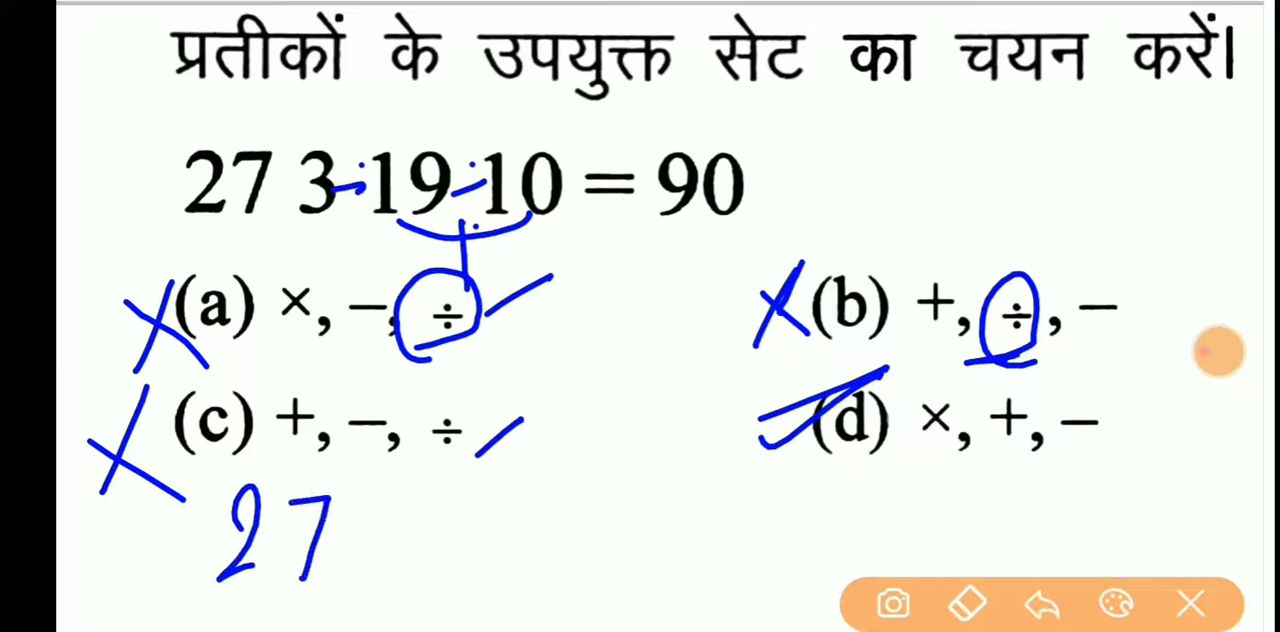 प्रतीकों के उपयुक्त सेट का चयन करें।
27 3 19 10 = 90
(a) ×, −, ÷ (b) +, ÷, −
(c) +, −, ÷ (d) ×, +, −
27